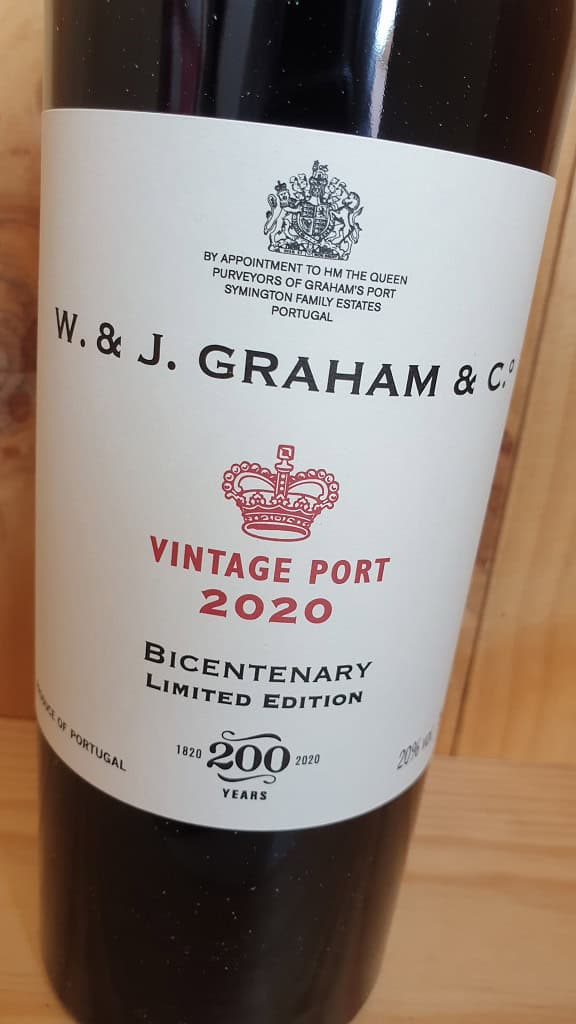 BY APPOINTMENT TO HM THE QUEEN
PURVEYORS OF GRAHAM'S PORT
SYMINGTON FAMILY ESTATES
PORTUGAL
W. & J. GRAHAM & C.º
VINTAGE PORT
2020
BICENTENARY
LIMITED EDITION
1820 200 2020
YEARS
OF PORTUGAL
20%